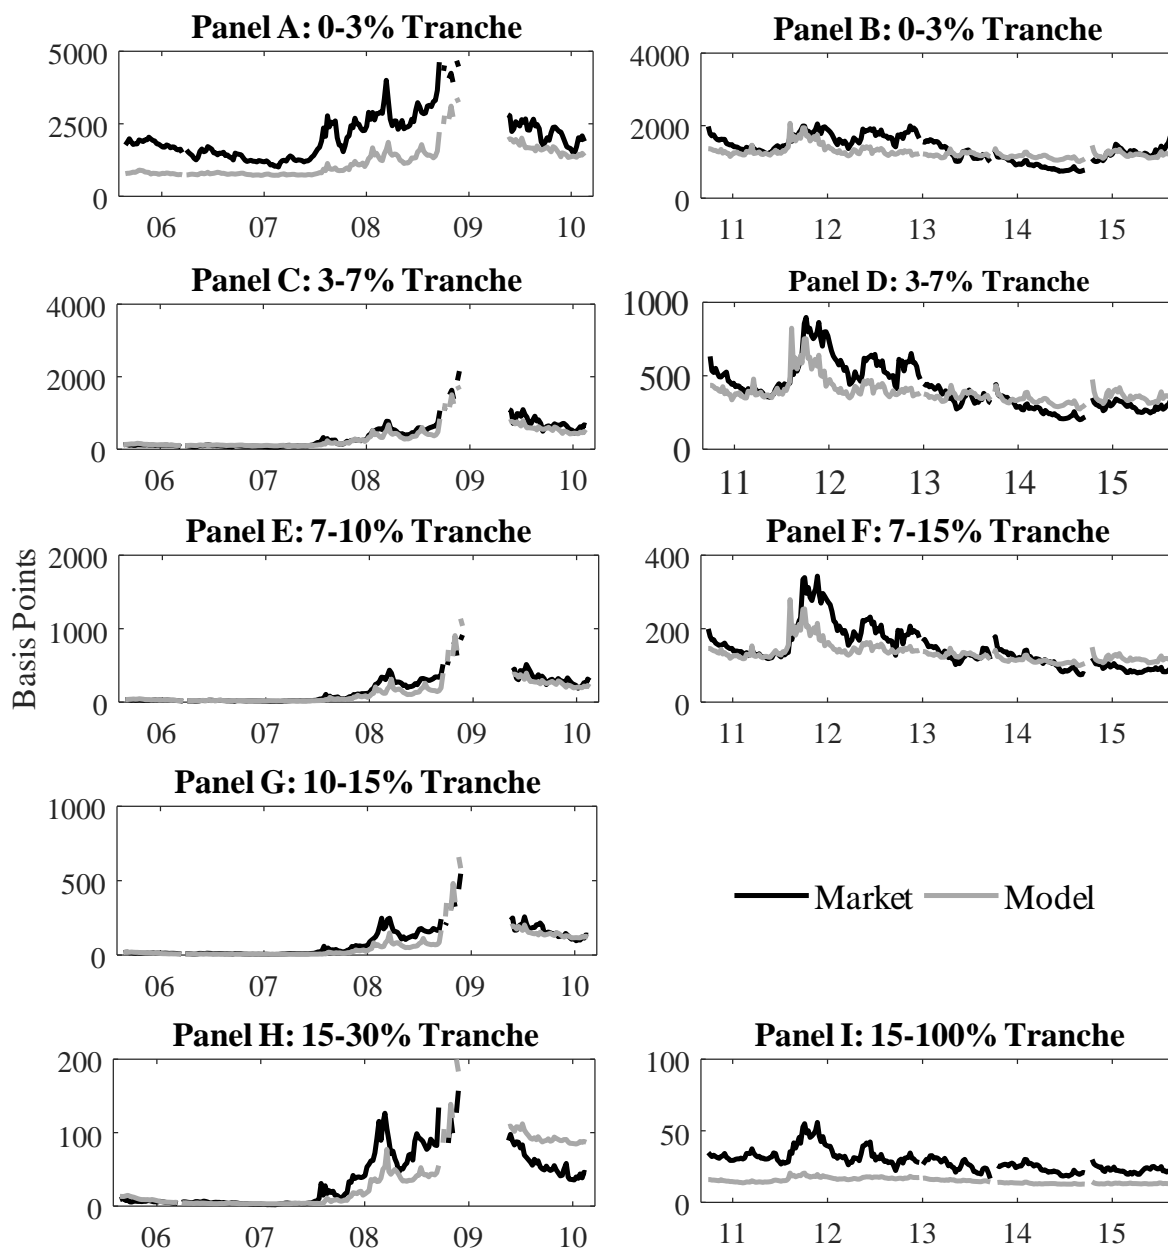 Panel A: 0-3% Tranche
5000
2500
0
06 07 08 09 10
Panel B: 0-3% Tranche
4000
2000
0
11 12 13 14 15
Panel C: 3-7% Tranche
4000
2000
0
06 07 08 09 10
Panel D: 3-7% Tranche
1000
500
0
11 12 13 14 15
Basis Points
Panel E: 7-10% Tranche
2000
1000
0
06 07 08 09 10
Panel F: 7-15% Tranche
400
200
0
11 12 13 14 15
Panel G: 10-15% Tranche
1000
500
0
06 07 08 09 10
Market Model
Panel H: 15-30% Tranche
200
100
0
06 07 08 09 10
Panel I: 15-100% Tranche
100
50
0
11 12 13 14 15